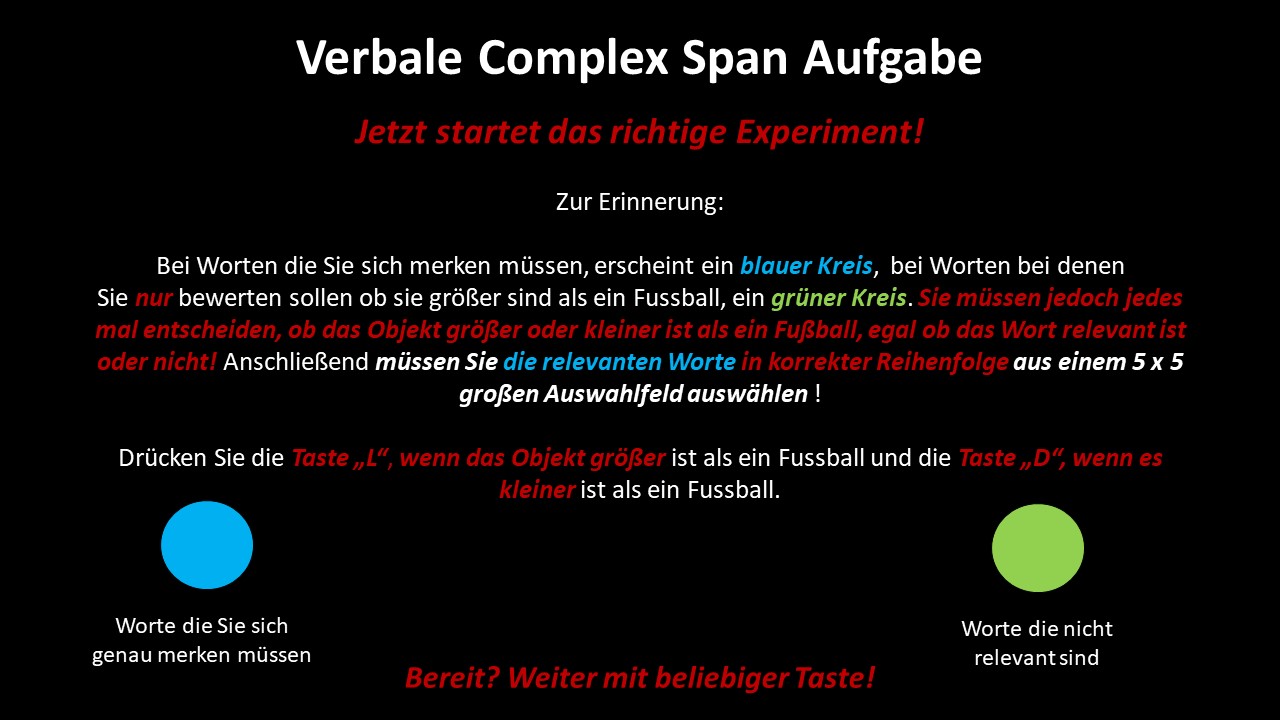 Verbale Complex Span Aufgabe
Jetzt startet das richtige Experiment!
Zur Erinnerung:
Bei Worten die Sie sich merken müssen, erscheint ein blauer Kreis, bei Worten bei denen
Sie nur bewerten sollen ob sie größer sind als ein Fussball, ein grüner Kreis. Sie müssen jedoch jedes
mal entscheiden, ob das Objekt größer oder kleiner ist als ein Fußball, egal ob das Wort relevant ist
oder nicht! Anschließend müssen Sie die relevanten Worte in korrekter Reihenfolge aus einem 5 x 5
großen Auswahlfeld auswählen !
Drücken Sie die Taste „L“, wenn das Objekt größer ist als ein Fussball und die Taste „D“, wenn es
kleiner ist als ein Fussball.
Worte die Sie sich
genau merken müssen
Worte die nicht
relevant sind
Bereit? Weiter mit beliebiger Taste!